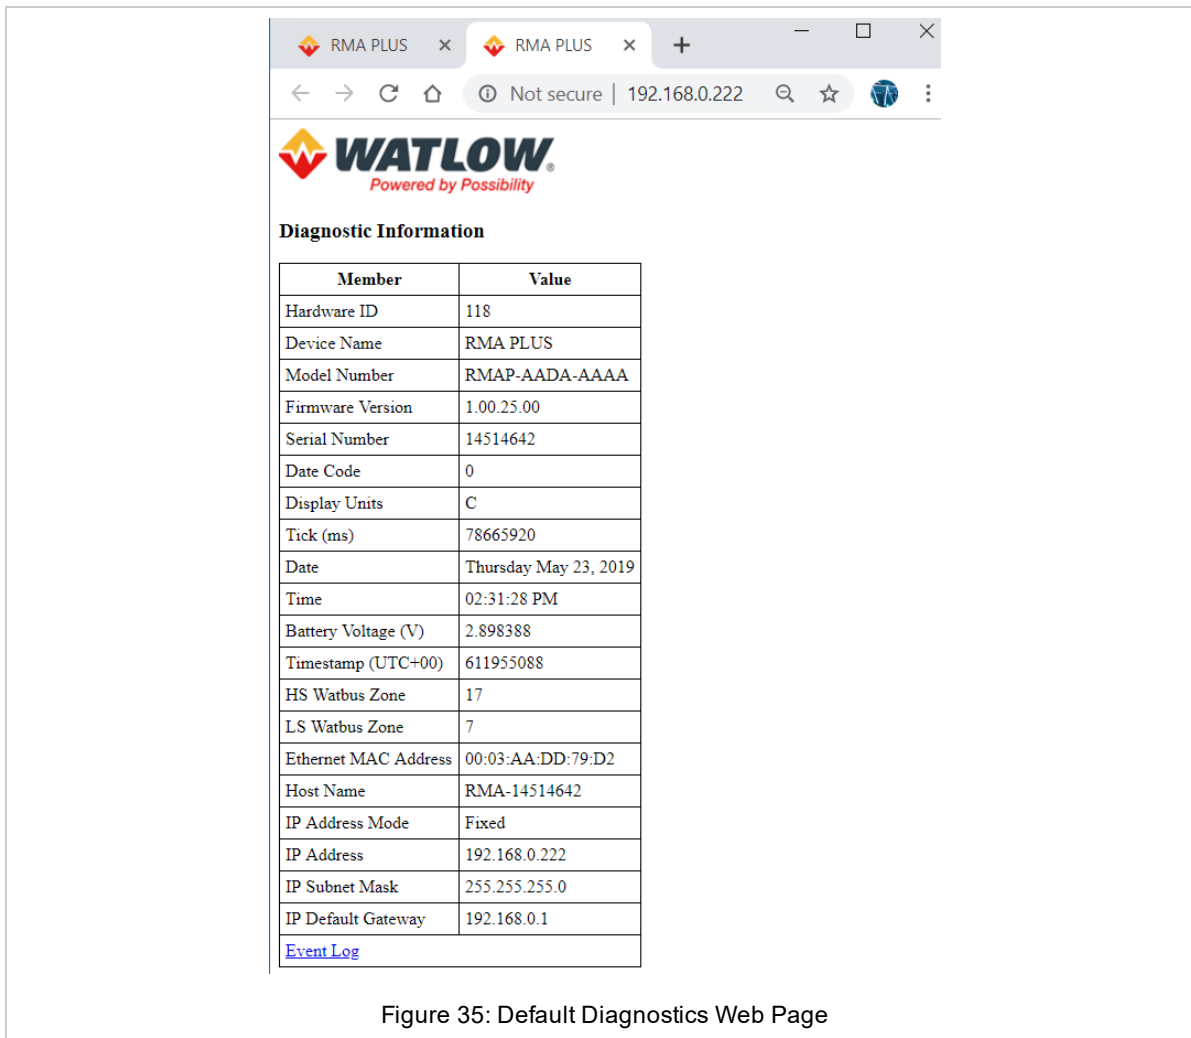 RMA PLUS RMA PLUS
Not secure | 192.168.0.222
WATLOW®
Powered by Possibility
Diagnostic Information
Member Value
Hardware ID 118
Device Name RMA PLUS
Model Number RMAP-AADA-AAAA
Firmware Version 1.00.25.00
Serial Number 14514642
Date Code 0
Display Units C
Tick (ms) 78665920
Date Thursday May 23, 2019
Time 02:31:28 PM
Battery Voltage (V) 2.898388
Timestamp (UTC+00) 611955088
HS Watbus Zone 17
LS Watbus Zone 7
Ethernet MAC Address 00:03:AA:DD:79:D2
Host Name RMA-14514642
IP Address Mode Fixed
IP Address 192.168.0.222
IP Subnet Mask 255.255.255.0
IP Default Gateway 192.168.0.1
Event Log
Figure 35: Default Diagnostics Web Page